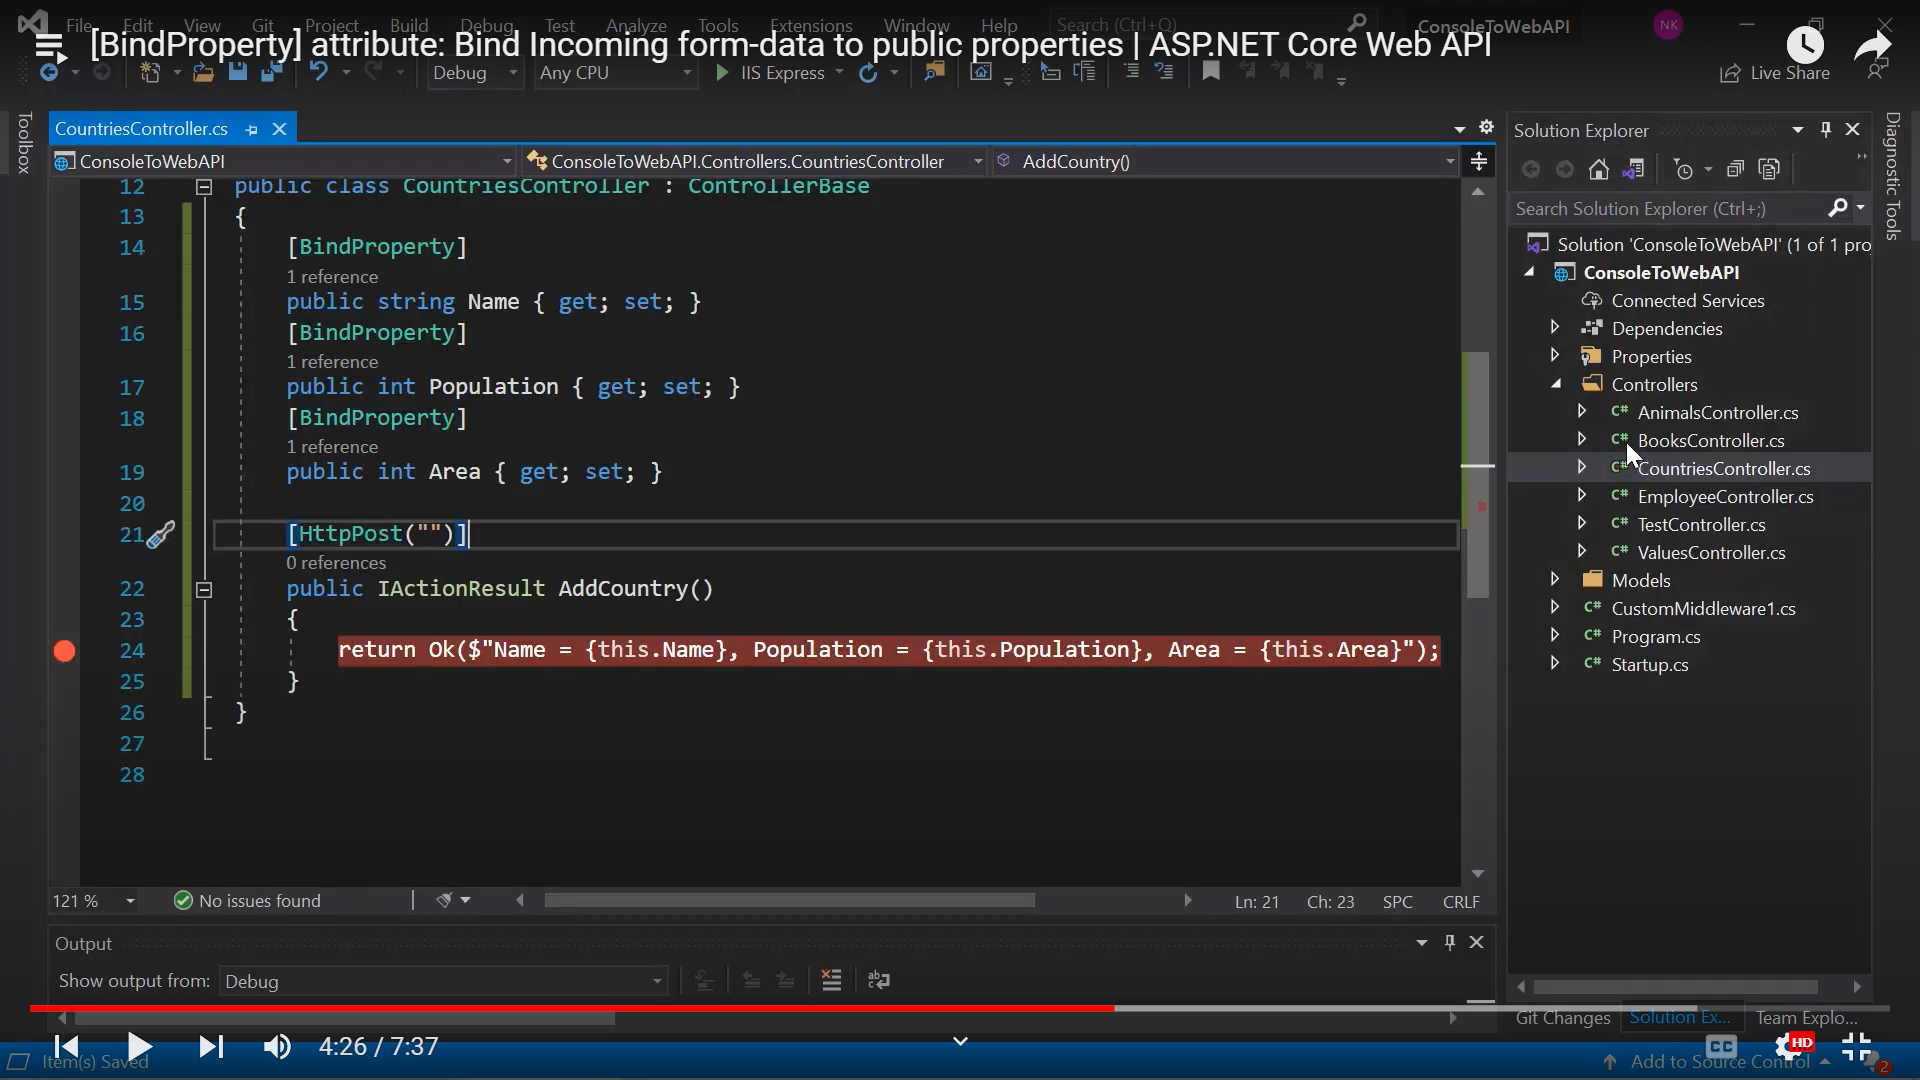 File Edit View Git Project Build Debug Test Analyze Tools Extensions Window Help Search (Ctrl+Q) ConsoleToWebAPI NK
[BindProperty] attribute: Bind Incoming form-data to public properties | ASP.NET Core Web API
Debug Any CPU IIS Express Live Share
Toolbox
CountriesController.cs
ConsoleToWebAPI ConsoleToWebAPI.Controllers.CountriesController AddCountry()
12 public class CountriesController : ControllerBase
13 {
14 [BindProperty]
1 reference
15 public string Name { get; set; }
16 [BindProperty]
1 reference
17 public int Population { get; set; }
18 [BindProperty]
1 reference
19 public int Area { get; set; }
20
21 [HttpPost("")]
0 references
22 public IActionResult AddCountry()
23 {
24 return Ok($"Name = {this.Name}, Population = {this.Population}, Area = {this.Area}");
25 }
26 }
27
28
121 % No issues found Ln: 21 Ch: 23 SPC CRLF
Output
Show output from: Debug
Solution Explorer
Search Solution Explorer (Ctrl+;)
Solution 'ConsoleToWebAPI' (1 of 1 pro
ConsoleToWebAPI
Connected Services
Dependencies
Properties
Controllers
C# AnimalsController.cs
C# BooksController.cs
C# CountriesController.cs
C# EmployeeController.cs
C# TestController.cs
C# ValuesController.cs
Models
C# CustomMiddleware1.cs
C# Program.cs
C# Startup.cs
Git Changes Solution Ex... Team Explo...
Diagnostic Tools
4:26 / 7:37 CC HD
Item(s) Saved Add to Source Control 2